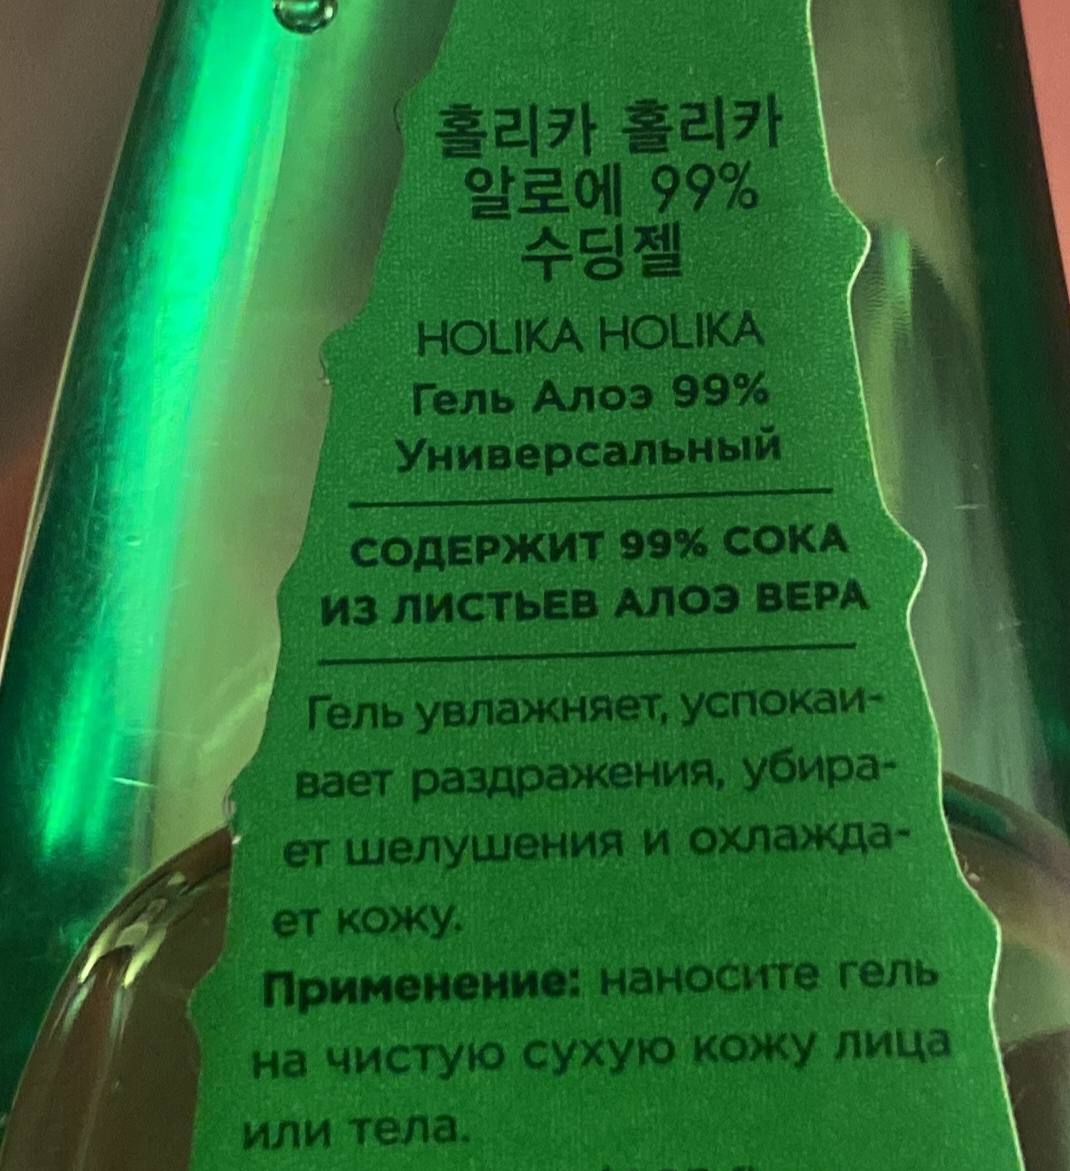 홀리카 홀리카
알로에 99%
수딩젤
HOLIKA HOLIKA
Гель Алоэ 99%
Универсальный
СОДЕРЖИТ 99% СОКА
ИЗ ЛИСТЬЕВ АЛОЭ ВЕРА
Гель увлажняет, успокаи-
вает раздражения, убира-
ет шелушения и охлажда-
ет кожу.
Применение: наносите гель
на чистую сухую кожу лица
или тела.